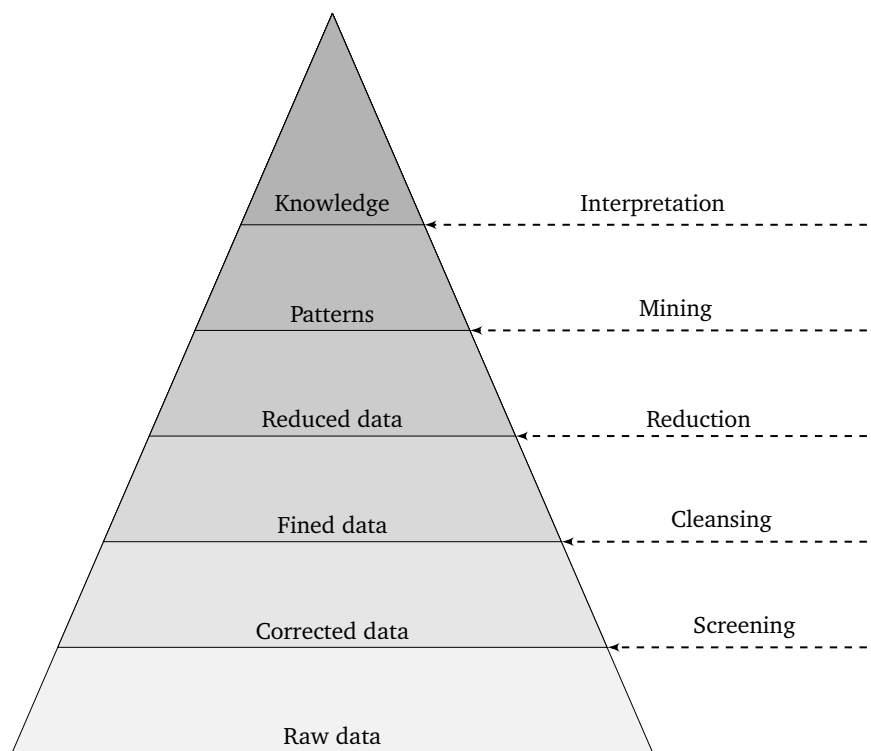 Knowledge
Interpretation
Patterns
Mining
Reduced data
Reduction
Fined data
Cleansing
Corrected data
Screening
Raw data